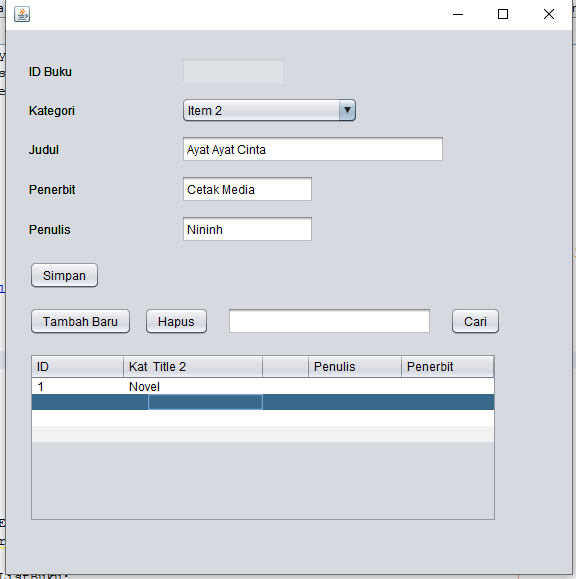 ID Buku
Kategori Item 2
Judul Ayat Ayat Cinta
Penerbit Cetak Media
Penulis Nininh
Simpan
Tambah Baru Hapus Cari
ID Kat Title 2 Penulis Penerbit
1 Novel